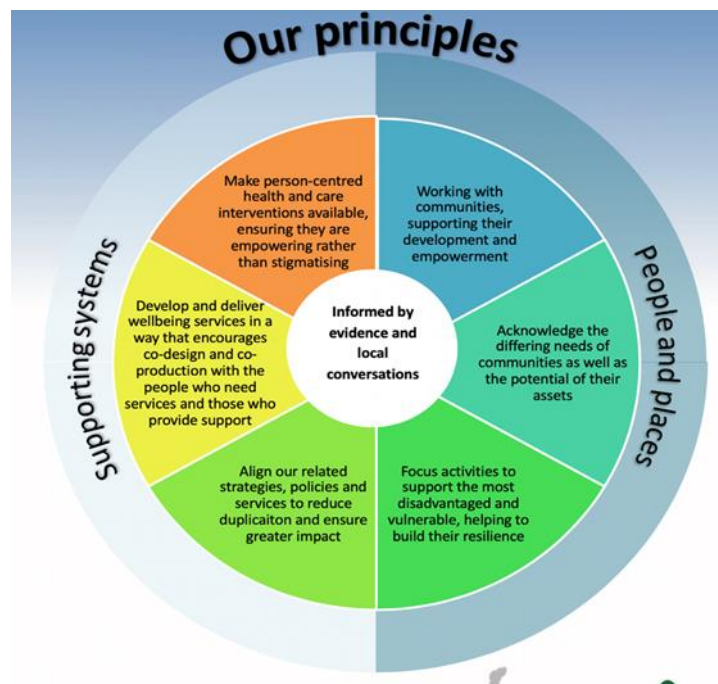 Our principles
Make person-centred
health and care
interventions available,
ensuring they are
empowering rather
than stigmatising
Working with
communities,
supporting their
development and
empowerment
Supporting systems
Develop and deliver
wellbeing services in a
way that encourages
co-design and co-
production with the
people who need
services and those who
provide support
Informed by
evidence and
local
conversations
Acknowledge the
differing needs of
communities as well as
the potential of their
assets
People and places
Align our related
strategies, policies and
services to reduce
duplicaiton and ensure
greater impact
Focus activities to
support the most
disadvantaged and
vulnerable, helping to
build their resilience